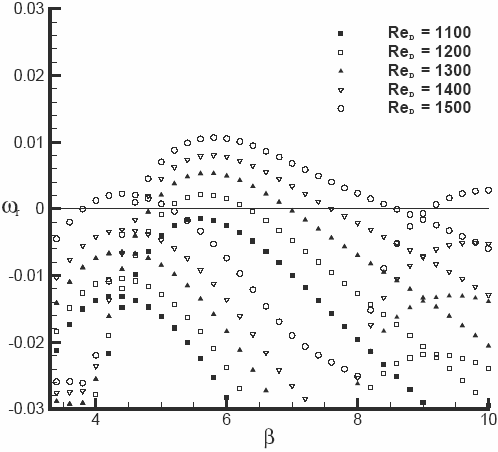 0.03
0.02
0.01
0
-0.01
-0.02
-0.03
ωr
4
6
8
10
β
Re_D = 1100
Re_D = 1200
Re_D = 1300
Re_D = 1400
Re_D = 1500